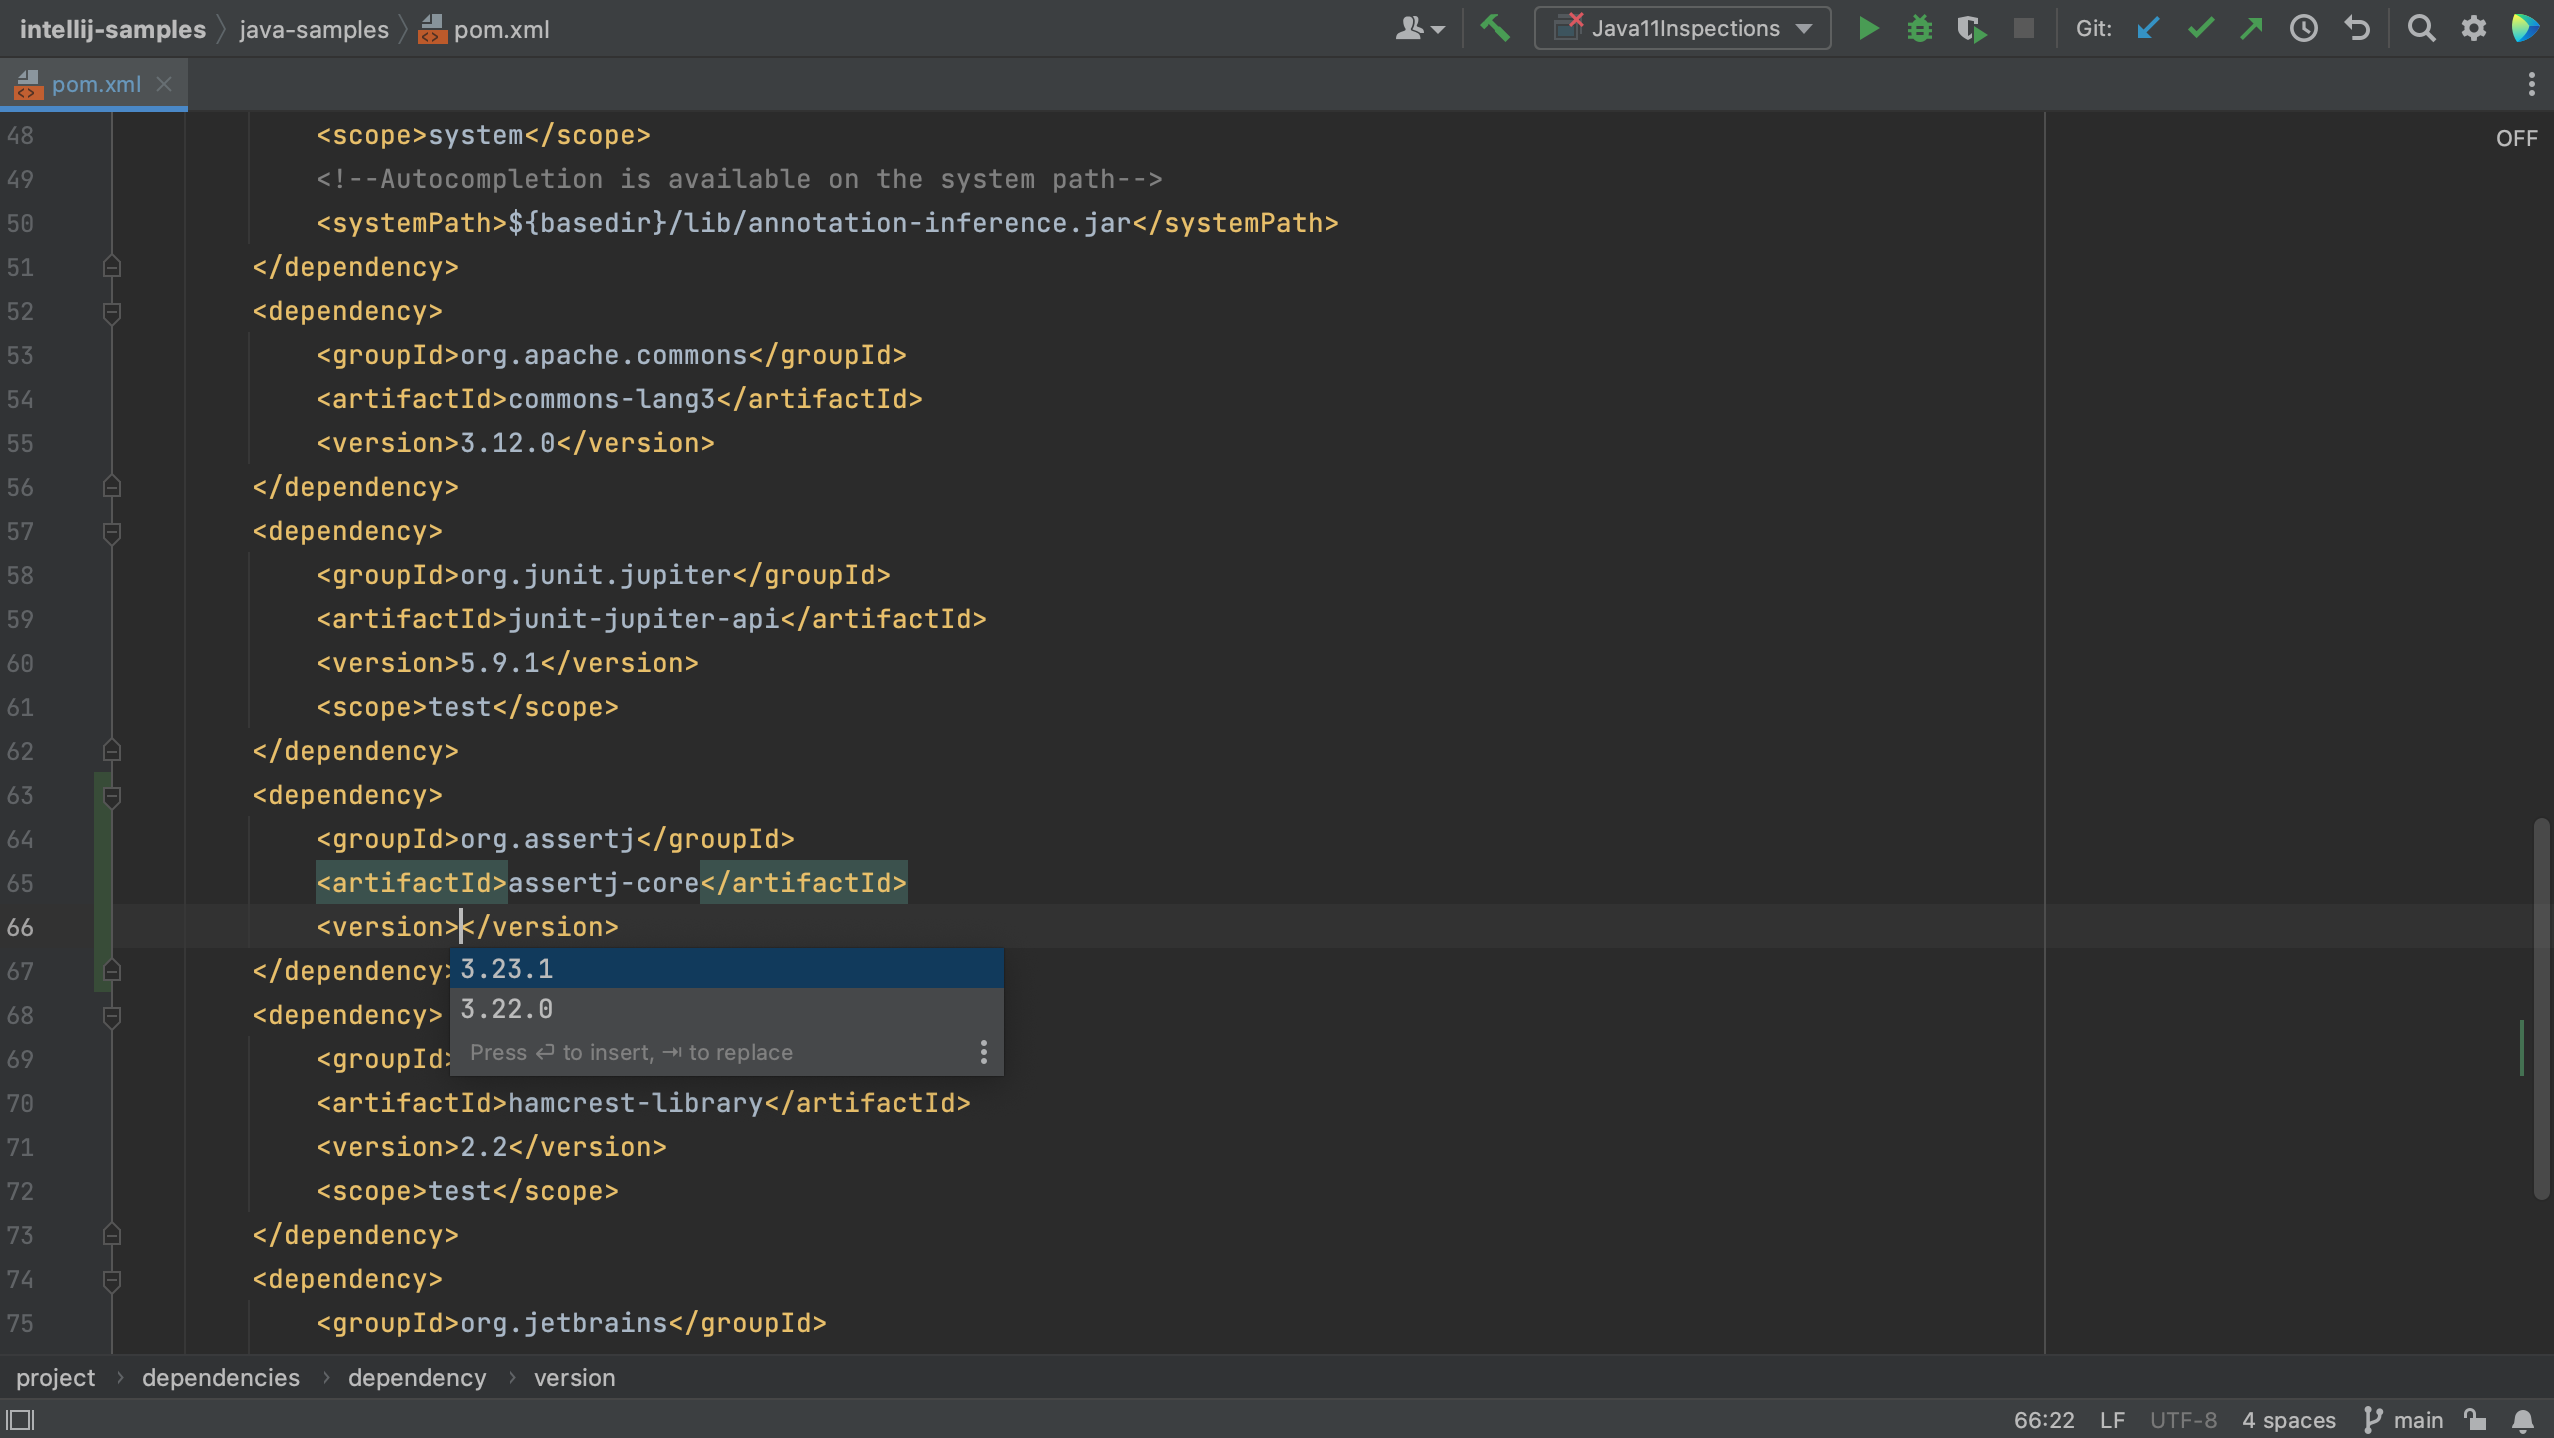 intellij-samples java-samples pom.xml Java11Inspections Git:
pom.xml
OFF
48 <scope>system</scope>
49 <!--Autocompletion is available on the system path-->
50 <systemPath>${basedir}/lib/annotation-inference.jar</systemPath>
51 </dependency>
52 <dependency>
53 <groupId>org.apache.commons</groupId>
54 <artifactId>commons-lang3</artifactId>
55 <version>3.12.0</version>
56 </dependency>
57 <dependency>
58 <groupId>org.junit.jupiter</groupId>
59 <artifactId>junit-jupiter-api</artifactId>
60 <version>5.9.1</version>
61 <scope>test</scope>
62 </dependency>
63 <dependency>
64 <groupId>org.assertj</groupId>
65 <artifactId>assertj-core</artifactId>
66 <version></version>
67 </dependency>
3.23.1
68 <dependency>
3.22.0
69 <groupId>
Press ↵ to insert, ⇥ to replace
70 <artifactId>hamcrest-library</artifactId>
71 <version>2.2</version>
72 <scope>test</scope>
73 </dependency>
74 <dependency>
75 <groupId>org.jetbrains</groupId>
project › dependencies › dependency › version
66:22 LF UTF-8 4 spaces main